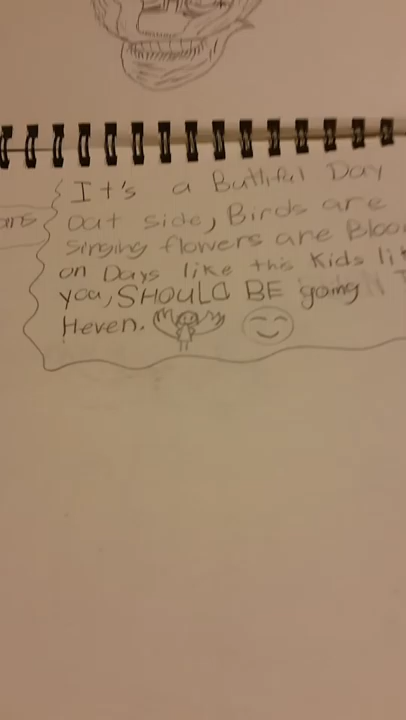 It's a Butiful Day
out side, Birds are
singing flowers are Bloo
on Days like this Kids li
you, SHOULD BE going T
Heven.